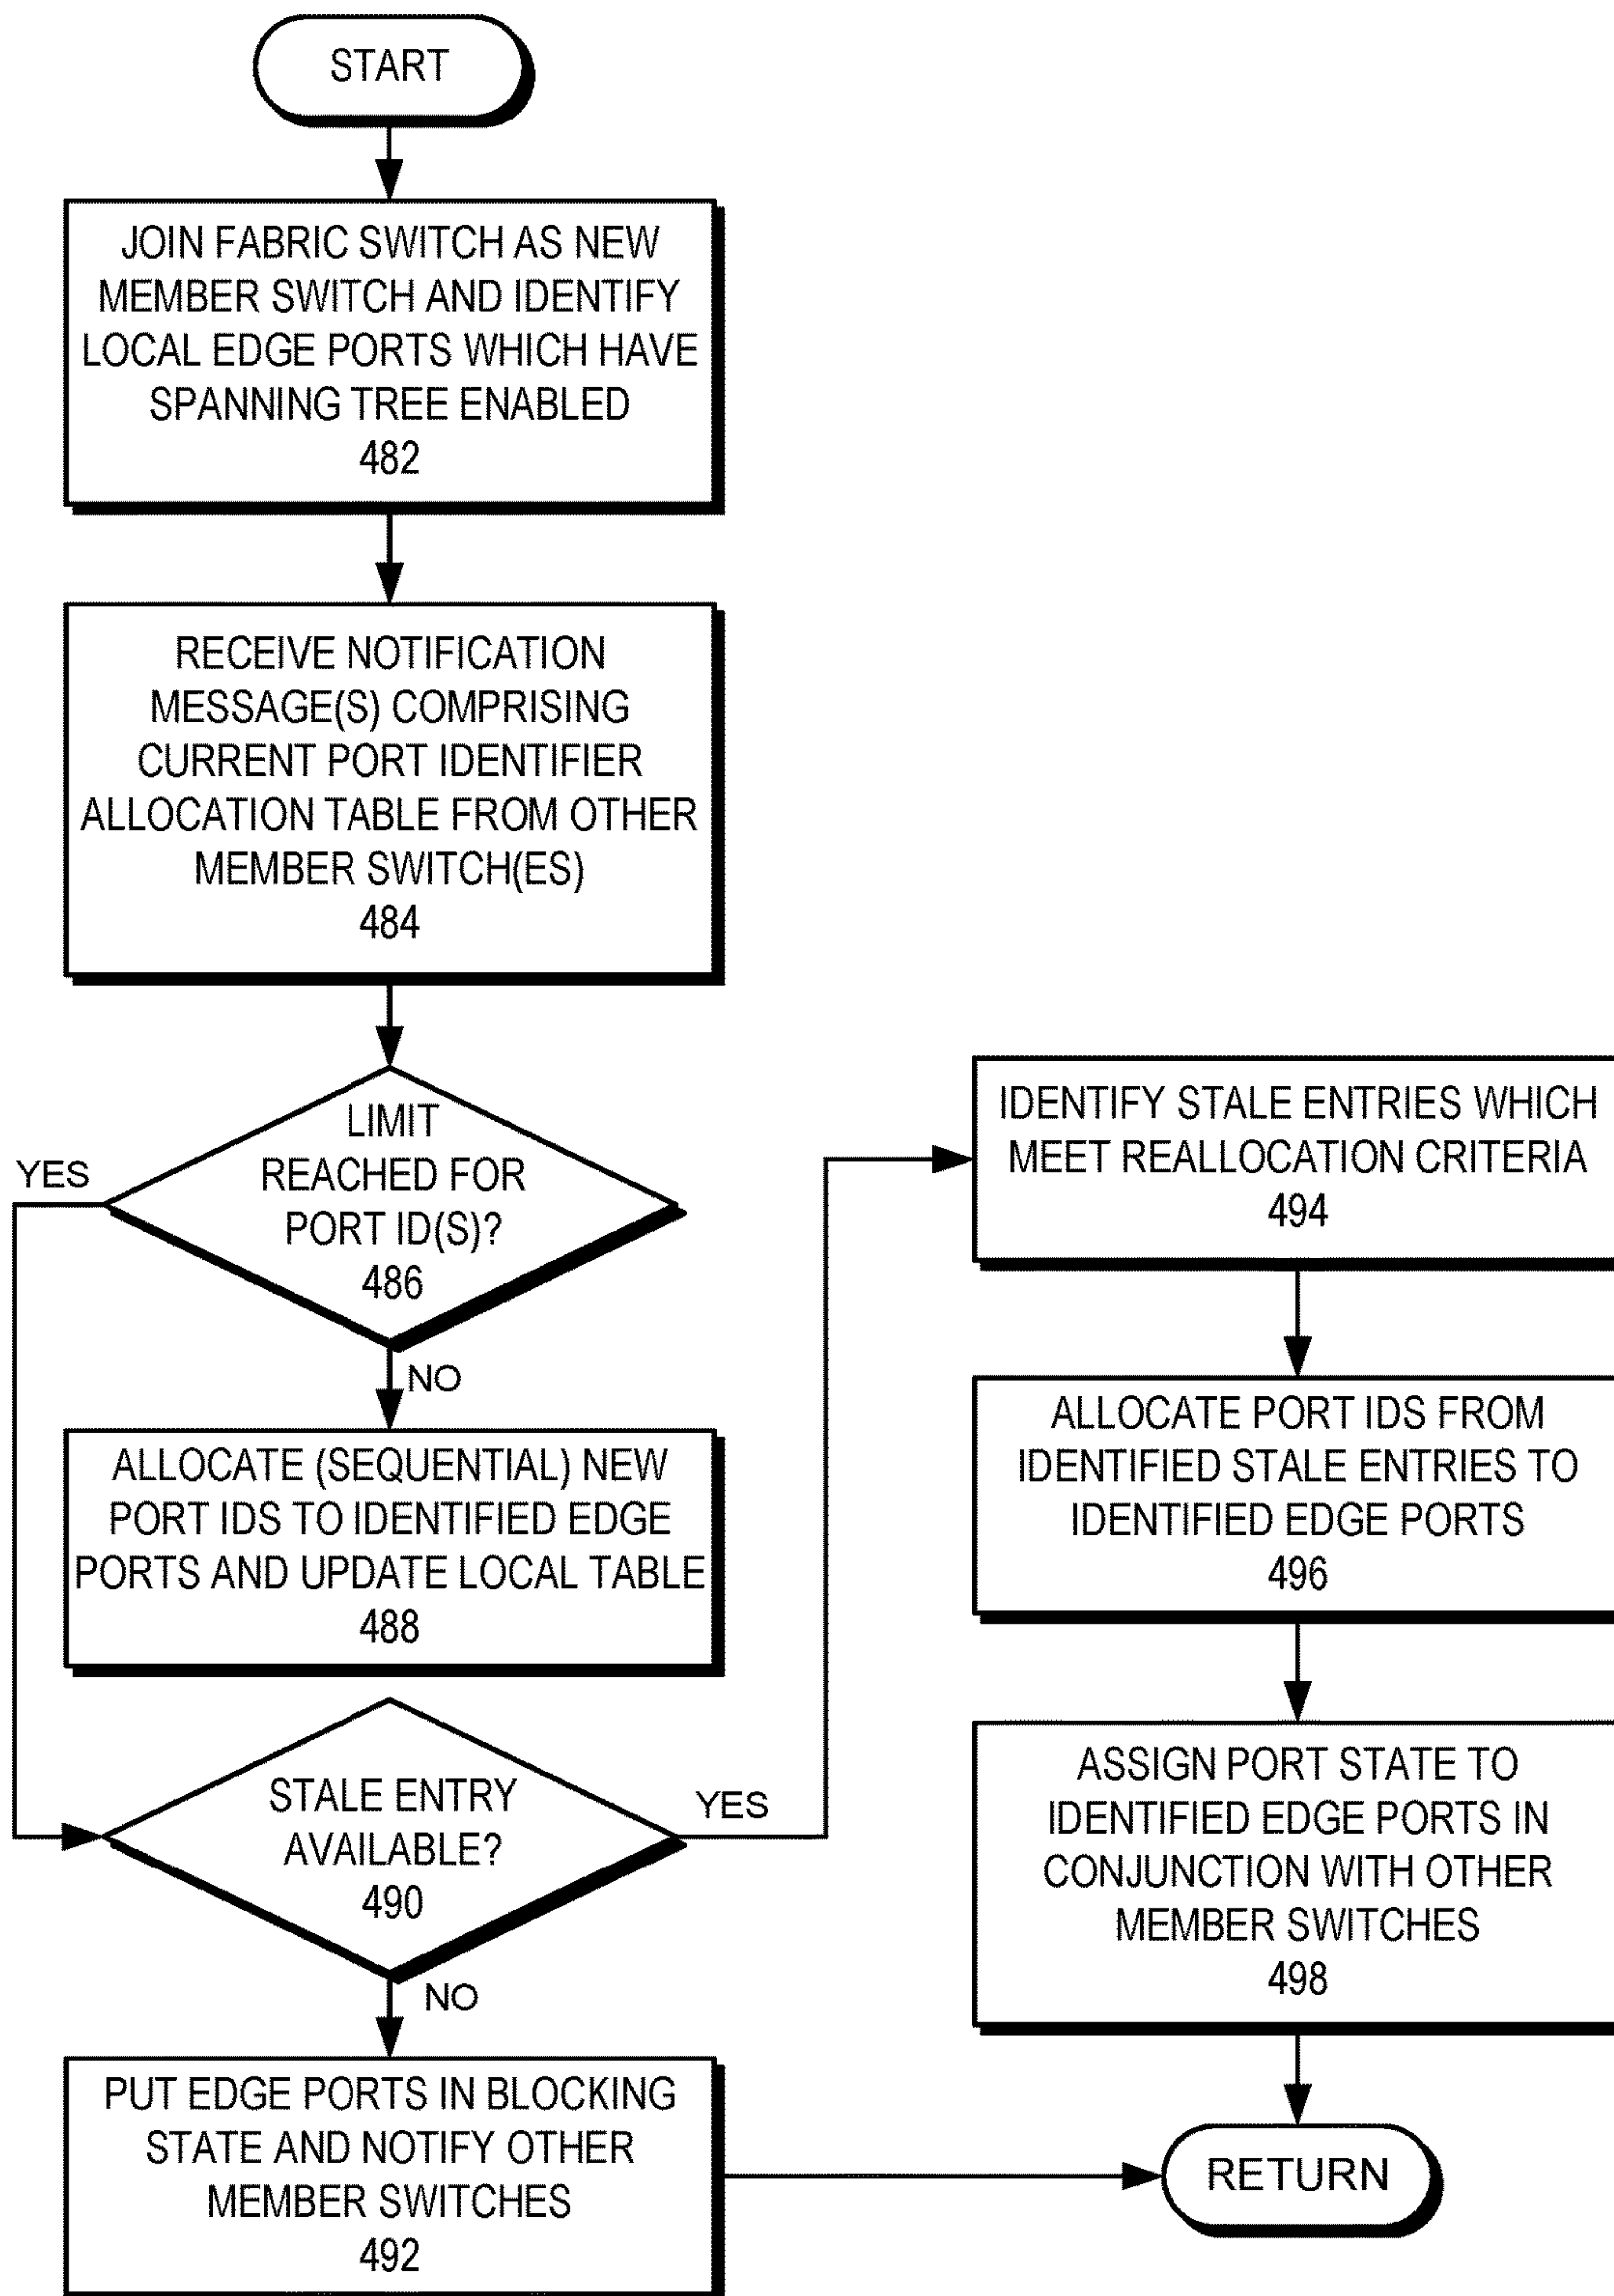 START
JOIN FABRIC SWITCH AS NEW
MEMBER SWITCH AND IDENTIFY
LOCAL EDGE PORTS WHICH HAVE
SPANNING TREE ENABLED
482
RECEIVE NOTIFICATION
MESSAGE(S) COMPRISING
CURRENT PORT IDENTIFIER
ALLOCATION TABLE FROM OTHER
MEMBER SWITCH(ES)
484
LIMIT
REACHED FOR
PORT ID(S)?
486
YES
NO
ALLOCATE (SEQUENTIAL) NEW
PORT IDS TO IDENTIFIED EDGE
PORTS AND UPDATE LOCAL TABLE
488
STALE ENTRY
AVAILABLE?
490
YES
NO
PUT EDGE PORTS IN BLOCKING
STATE AND NOTIFY OTHER
MEMBER SWITCHES
492
IDENTIFY STALE ENTRIES WHICH
MEET REALLOCATION CRITERIA
494
ALLOCATE PORT IDS FROM
IDENTIFIED STALE ENTRIES TO
IDENTIFIED EDGE PORTS
496
ASSIGN PORT STATE TO
IDENTIFIED EDGE PORTS IN
CONJUNCTION WITH OTHER
MEMBER SWITCHES
498
RETURN